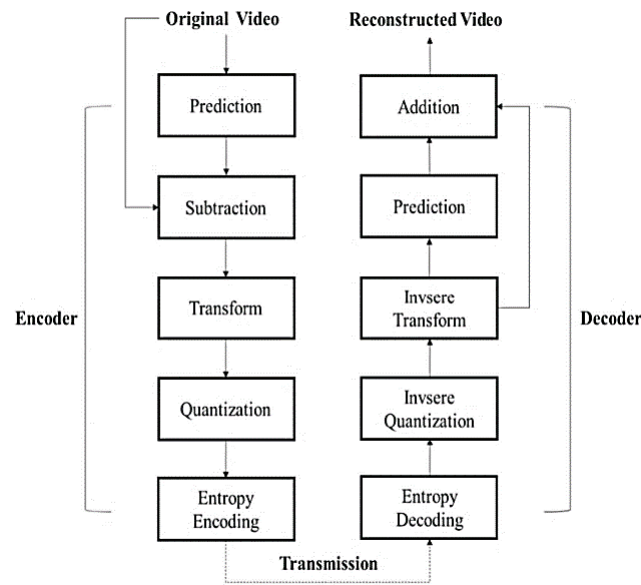 Original Video
Reconstructed Video
Prediction
Addition
Subtraction
Prediction
Encoder
Transform
Invsere
Transform
Decoder
Quantization
Invsere
Quantization
Entropy
Encoding
Entropy
Decoding
Transmission